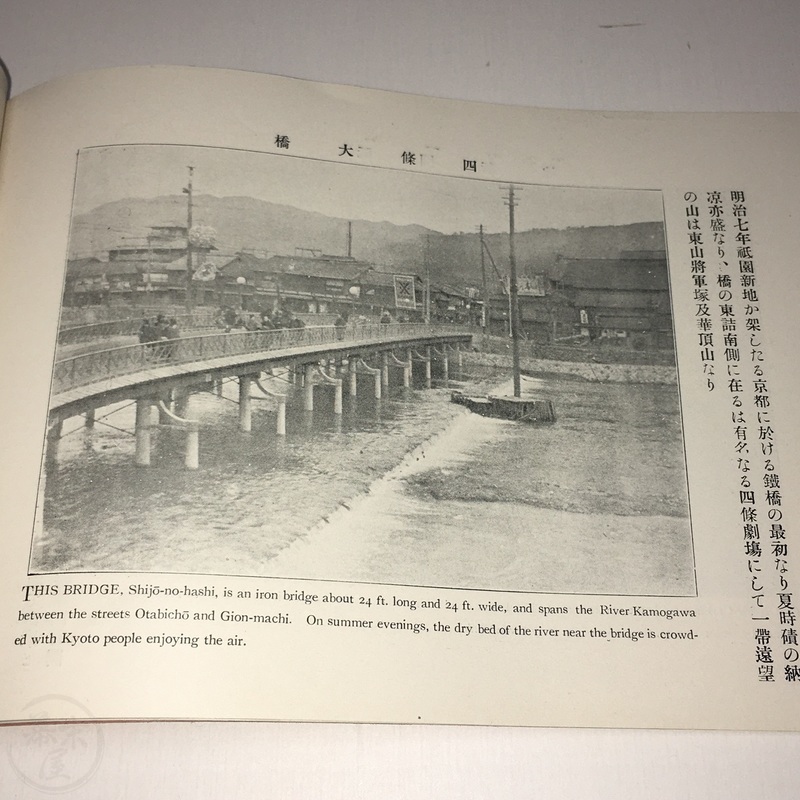 四條大橋
明治七年祇園新地か架したる京都に於ける鐵橋の最初なり夏時磧の納
凉亦盛なり、橋の東詰南側に在るは有名なる四條劇塲にして一帶遠望
の山は東山將軍塚及華頂山なり
THIS BRIDGE, Shijō-no-hashi, is an iron bridge about 24 ft. long and 24 ft. wide, and spans the River Kamogawa
between the streets Otabichō and Gion-machi. On summer evenings, the dry bed of the river near the bridge is crowd-
ed with Kyoto people enjoying the air.